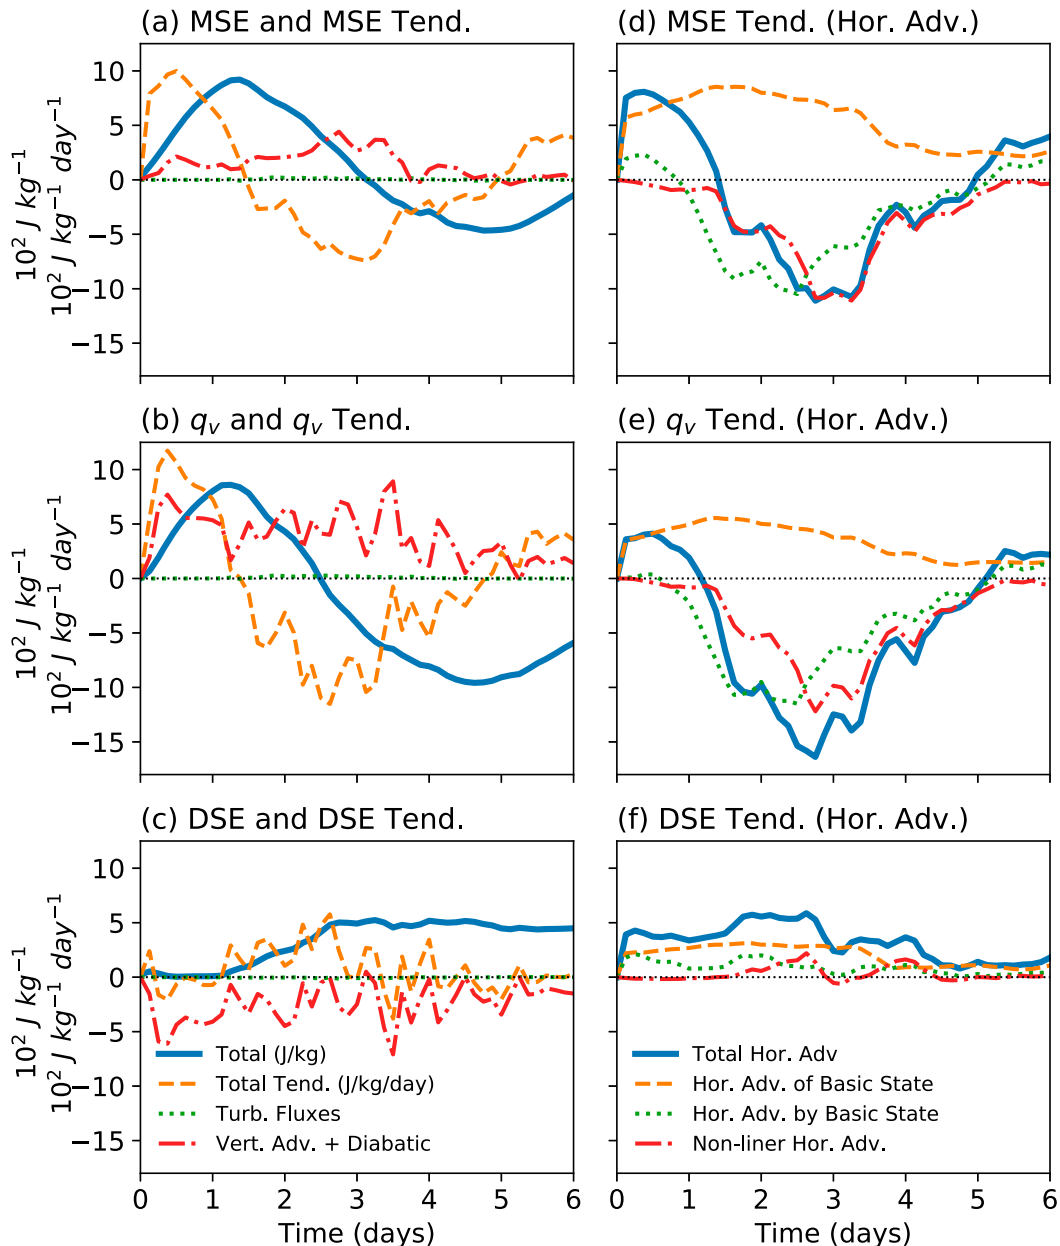 (a) MSE and MSE Tend.
10
5
0
−5
−10
−15
10² J kg⁻¹
10² J kg⁻¹ day⁻¹
(d) MSE Tend. (Hor. Adv.)
(b) qᵥ and qᵥ Tend.
10
5
0
−5
−10
−15
10² J kg⁻¹
10² J kg⁻¹ day⁻¹
(e) qᵥ Tend. (Hor. Adv.)
(c) DSE and DSE Tend.
10
5
0
−5
−10
−15
10² J kg⁻¹
10² J kg⁻¹ day⁻¹
Total (J/kg)
Total Tend. (J/kg/day)
Turb. Fluxes
Vert. Adv. + Diabatic
0 1 2 3 4 5 6
Time (days)
(f) DSE Tend. (Hor. Adv.)
Total Hor. Adv
Hor. Adv. of Basic State
Hor. Adv. by Basic State
Non-liner Hor. Adv.
0 1 2 3 4 5 6
Time (days)